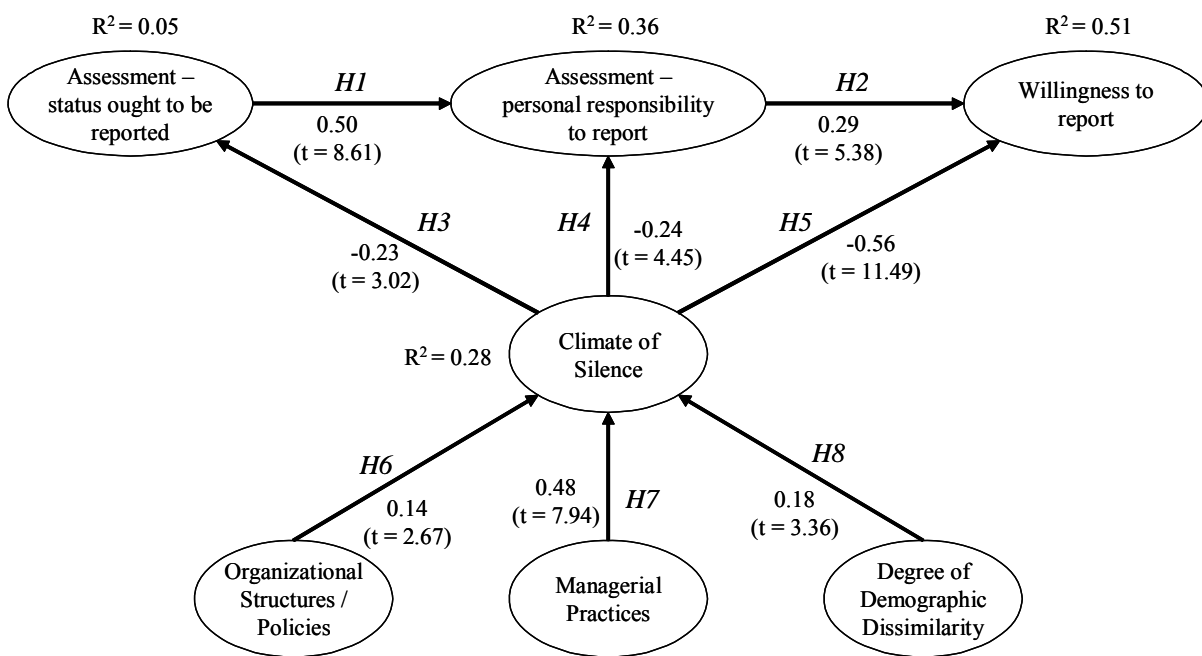 R² = 0.05
R² = 0.36
R² = 0.51
Assessment –
status ought to be
reported
H1
0.50
(t = 8.61)
Assessment –
personal responsibility
to report
H2
0.29
(t = 5.38)
Willingness to
report
H3
-0.23
(t = 3.02)
H4
-0.24
(t = 4.45)
H5
-0.56
(t = 11.49)
R² = 0.28
Climate of
Silence
H6
0.14
(t = 2.67)
0.48
(t = 7.94)
H7
H8
0.18
(t = 3.36)
Organizational
Structures /
Policies
Managerial
Practices
Degree of
Demographic
Dissimilarity